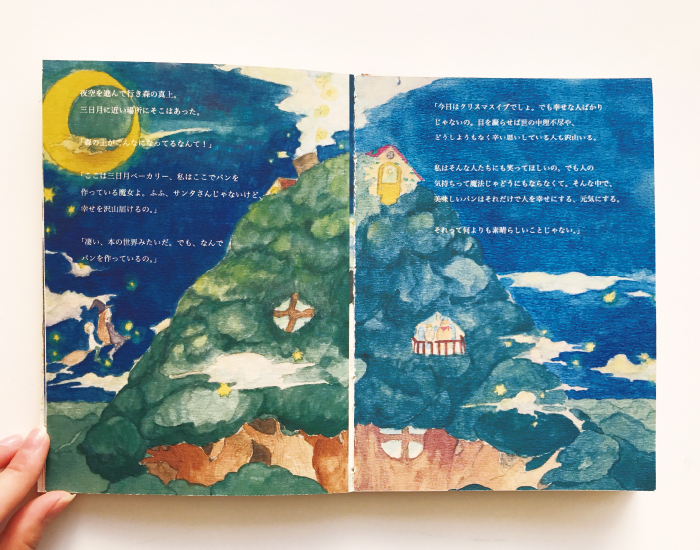 夜空を進んで行き森の真上。
三日月に近い場所にそこはあった。
「森の上がこんなになってるなんて！」
「ここは三日月ベーカリー、私はここでパンを
作っている魔女よ。ふふ、サンタさんじゃないけど、
幸せを沢山届けるの。」
「凄い、本の世界みたいだ。でも、なんで
パンを作っているの。」
「今日はクリスマスイブでしょ。でも幸せな人ばかり
じゃないの。目を凝らせば世の中理不尽や、
どうしようもなく辛い思いしている人も沢山いる。
私はそんな人たちにも笑ってほしいの。でも人の
気持ちって魔法じゃどうにもならなくて。そんな中で、
美味しいパンはそれだけで人を幸せにする、元気にする。
それって何よりも素晴らしいことじゃない。」